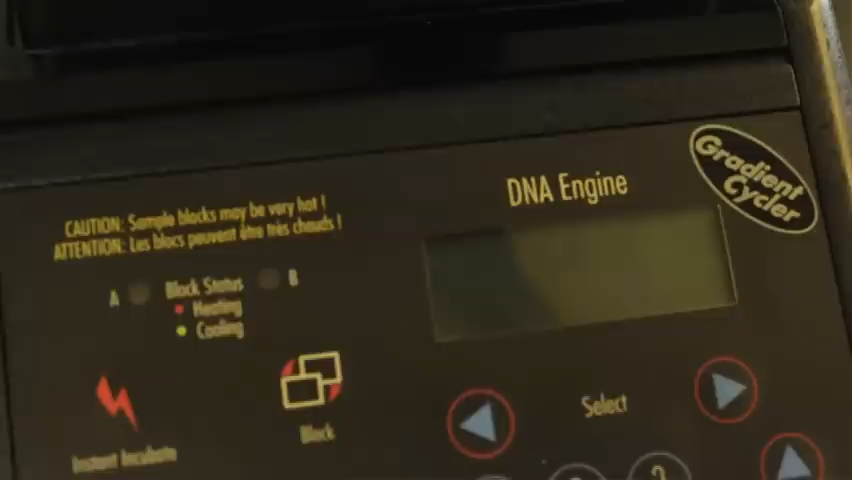 Gradient
Cycler
DNA Engine
CAUTION: Sample blocks may be very hot !
ATTENTION: Les blocs peuvent être très chauds !
A Block Status B
Heating
Cooling
Select
Instant Incubate
Block
2